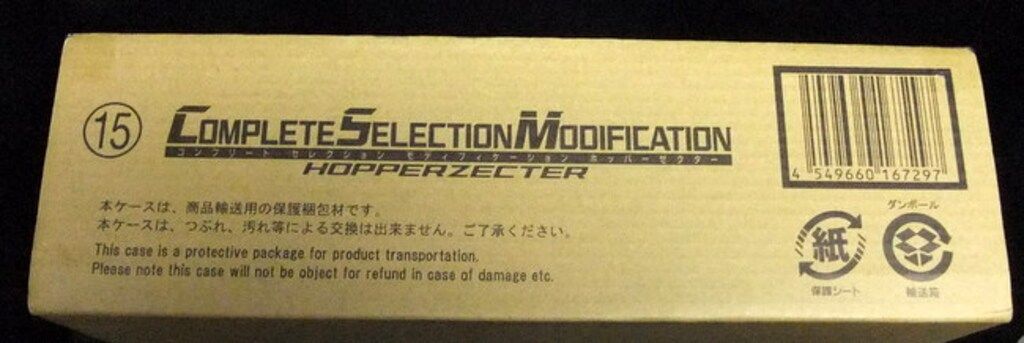 15
COMPLETE SELECTION MODIFICATION
コンプリート セレクション モディフィケーション ホッパーゼクター
HOPPERZECTER
本ケースは、商品輸送用の保護梱包材です。
本ケースは、つぶれ、汚れ等による交換は出来ません。ご了承ください。
This case is a protective package for product transportation.
Please note this case will not be object for refund in case of damage etc.
4 549660 167297
紙
保護シート
ダンボール
輸送箱